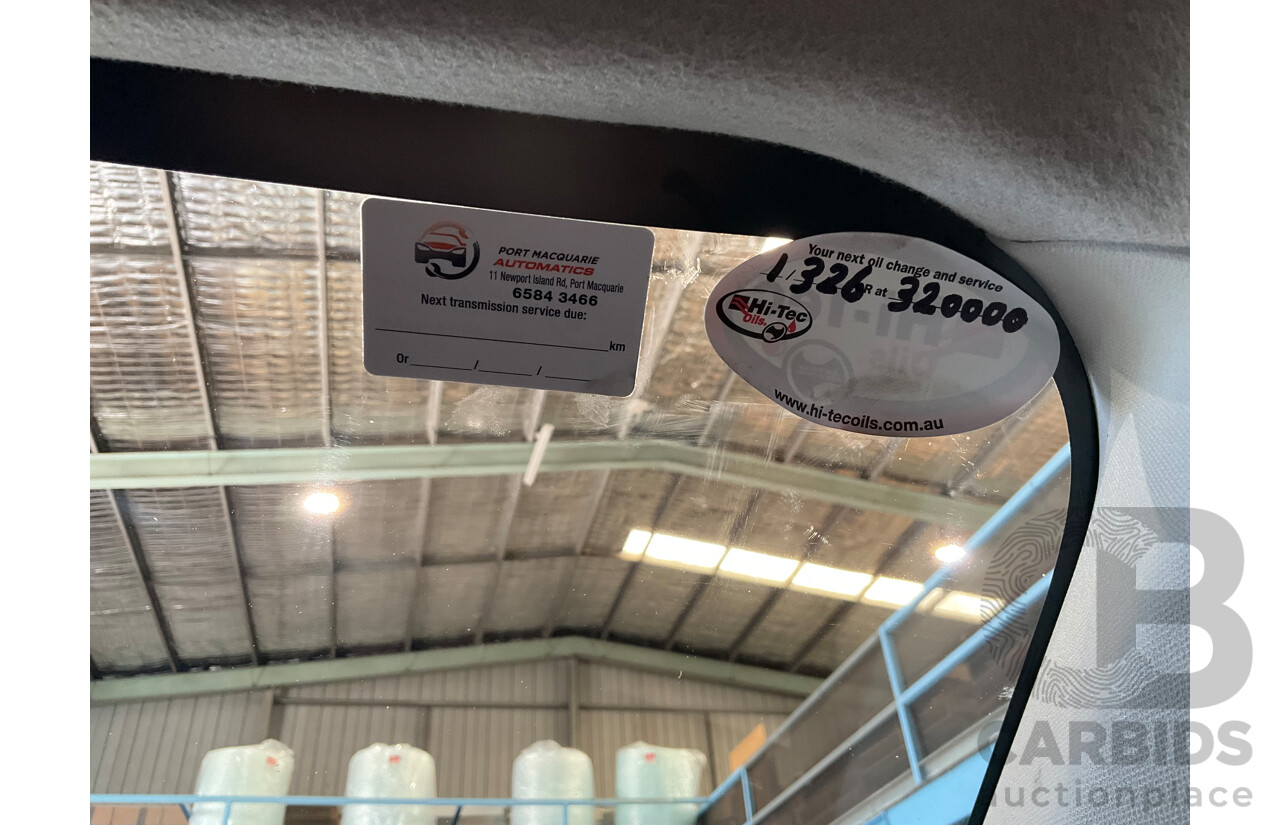 PORT MACQUARIE
AUTOMATICS
11 Newport Island Rd, Port Macquarie
6584 3466
Next transmission service due:
km
Or / /
Your next oil change and service
1/326 R at 320000
Hi-Tec
Oils.
www.hi-tecoils.com.au
CARBIDS
auctionplace